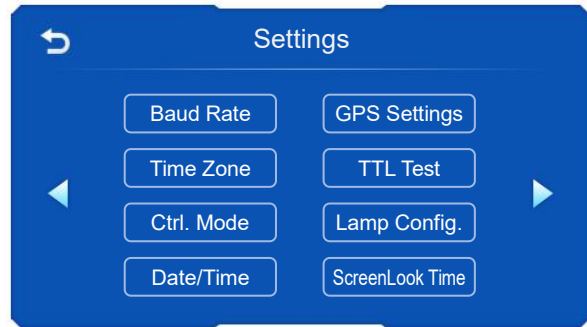 Settings
Baud Rate
GPS Settings
Time Zone
TTL Test
Ctrl. Mode
Lamp Config.
Date/Time
ScreenLook Time